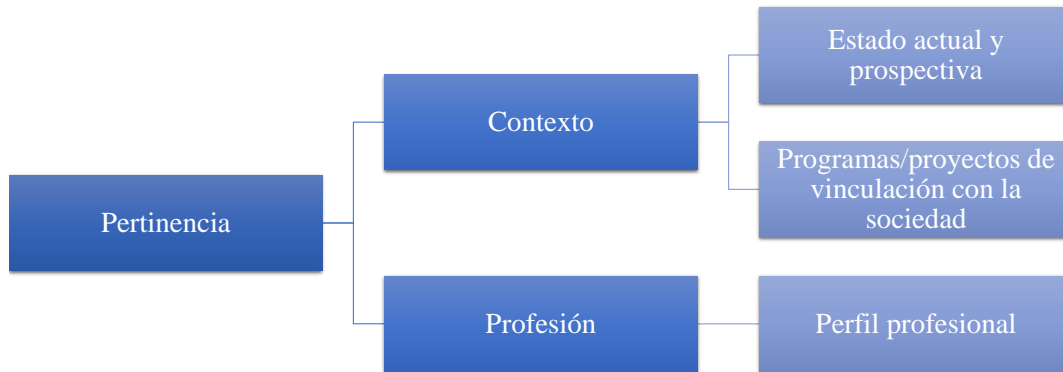 Pertinencia
Contexto
Estado actual y
prospectiva
Programas/proyectos de
vinculación con la
sociedad
Profesión
Perfil profesional